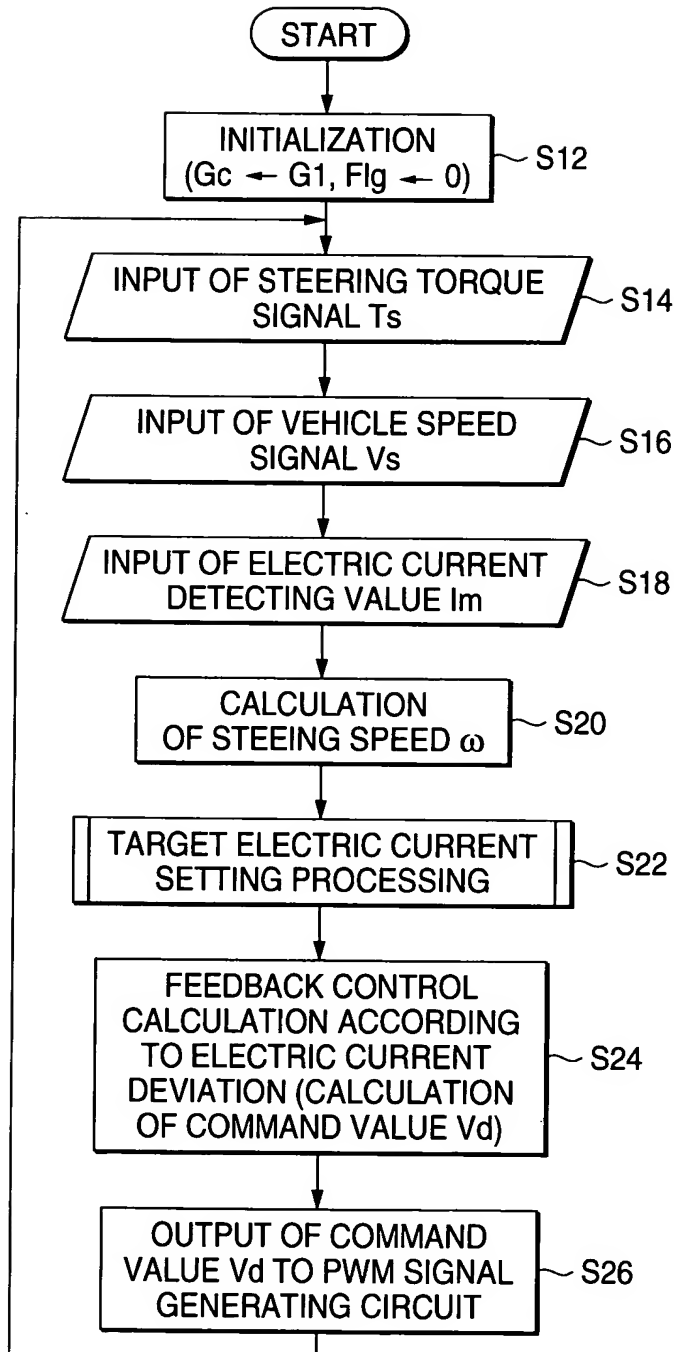 START
INITIALIZATION
(Gc ← G1, Flg ← 0)
S12
INPUT OF STEERING TORQUE
SIGNAL Ts
S14
INPUT OF VEHICLE SPEED
SIGNAL Vs
S16
INPUT OF ELECTRIC CURRENT
DETECTING VALUE Im
S18
CALCULATION
OF STEEING SPEED ω
S20
TARGET ELECTRIC CURRENT
SETTING PROCESSING
S22
FEEDBACK CONTROL
CALCULATION ACCORDING
TO ELECTRIC CURRENT
DEVIATION (CALCULATION
OF COMMAND VALUE Vd)
S24
OUTPUT OF COMMAND
VALUE Vd TO PWM SIGNAL
GENERATING CIRCUIT
S26